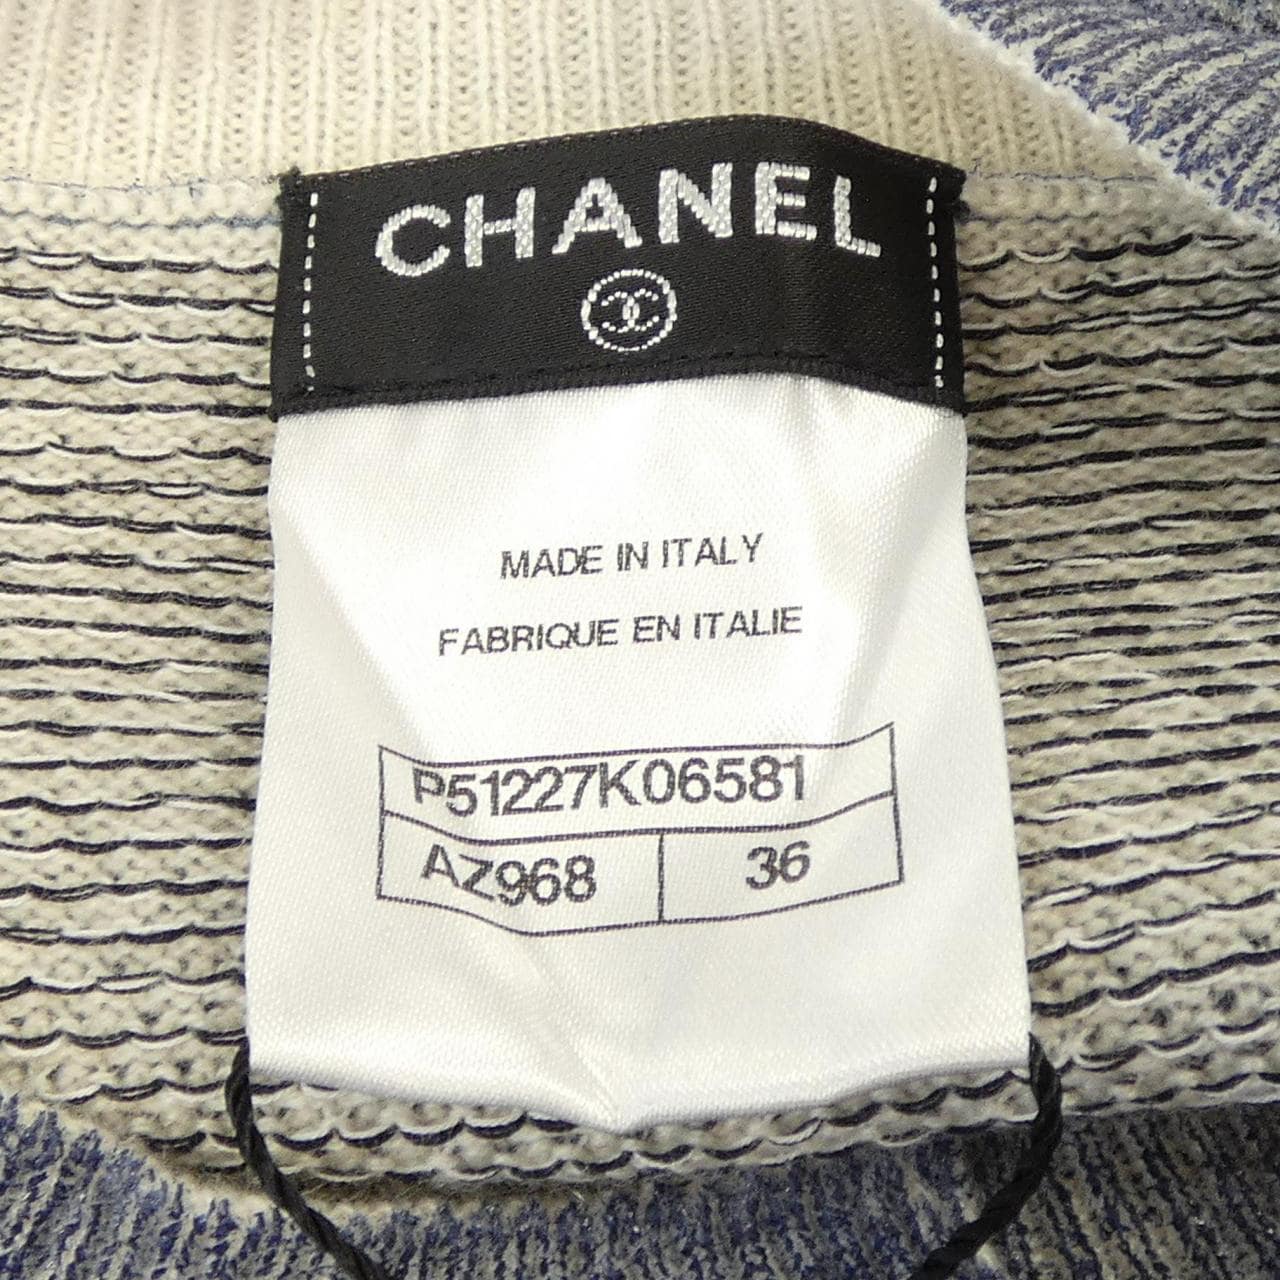 CHANEL
MADE IN ITALY
FABRIQUE EN ITALIE
P51227K06581
AZ968 36